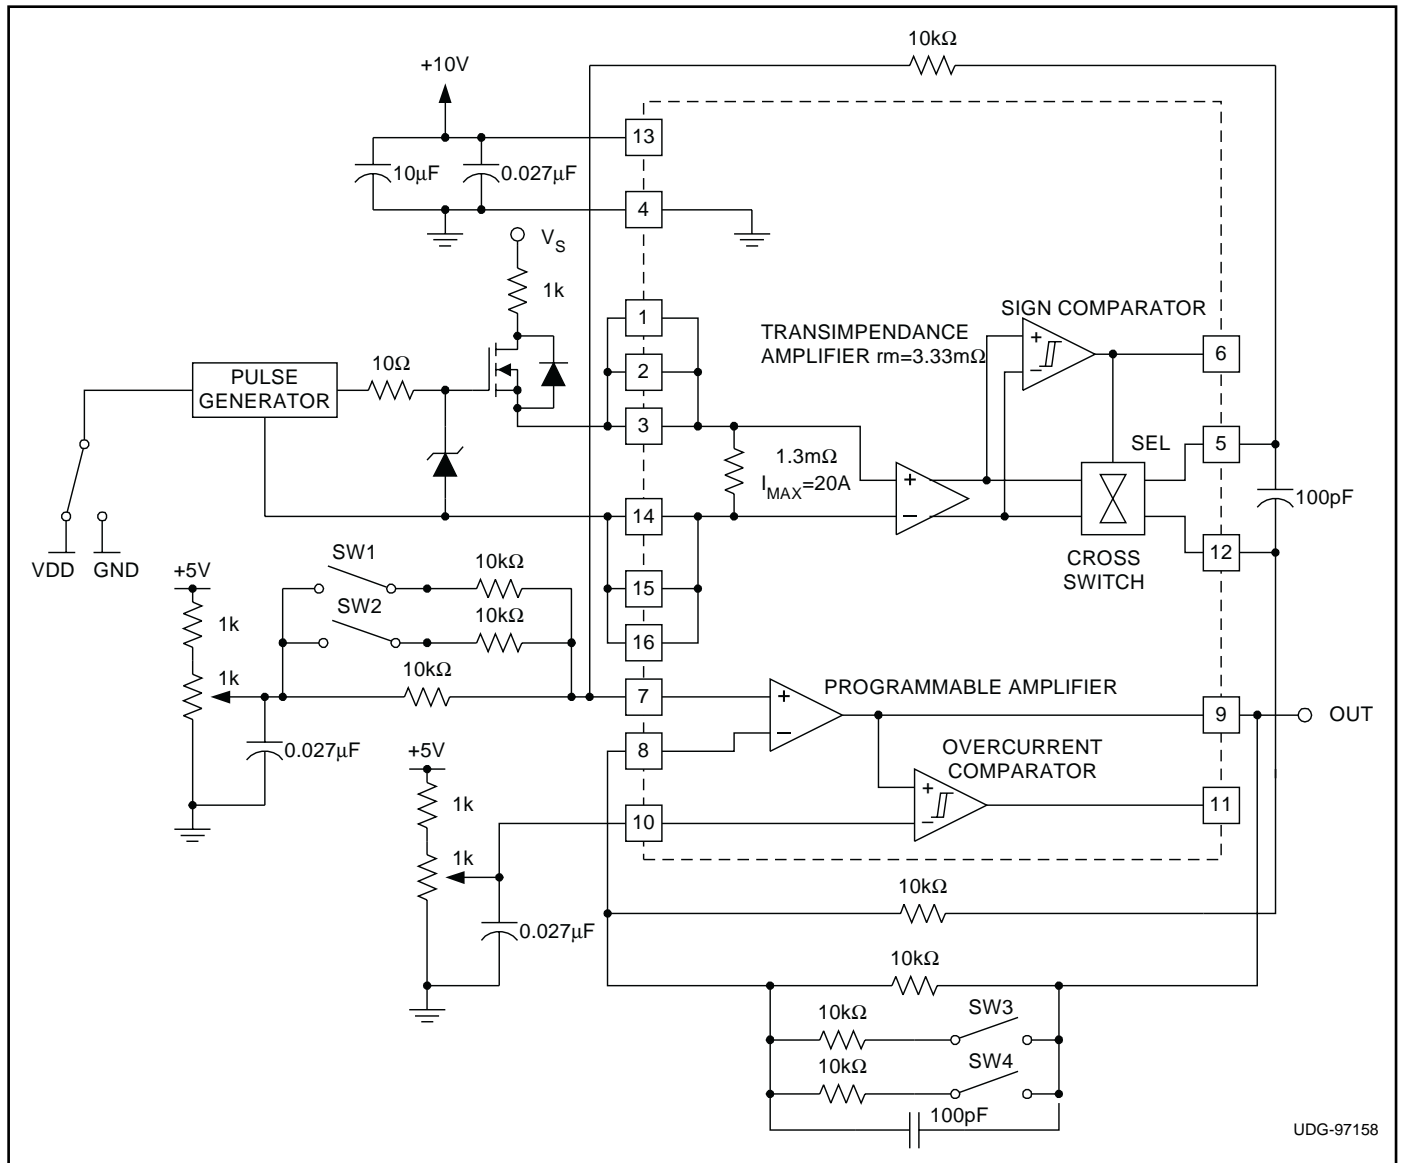 10kΩ
+10V
13
10μF
0.027μF
4
VS
1k
1
SIGN COMPARATOR
TRANSIMPENDANCE
AMPLIFIER rm=3.33mΩ
+
−
6
2
PULSE
GENERATOR
10Ω
3
SEL
5
1.3mΩ
IMAX=20A
+
−
100pF
14
12
CROSS
SWITCH
VDD
GND
+5V
SW1
10kΩ
15
1k
SW2
10kΩ
16
1k
10kΩ
7
+
−
PROGRAMMABLE AMPLIFIER
9
OUT
0.027μF
8
+5V
OVERCURRENT
COMPARATOR
1k
+
−
11
10
1k
10kΩ
0.027μF
10kΩ
10kΩ
SW3
10kΩ
SW4
100pF
UDG-97158